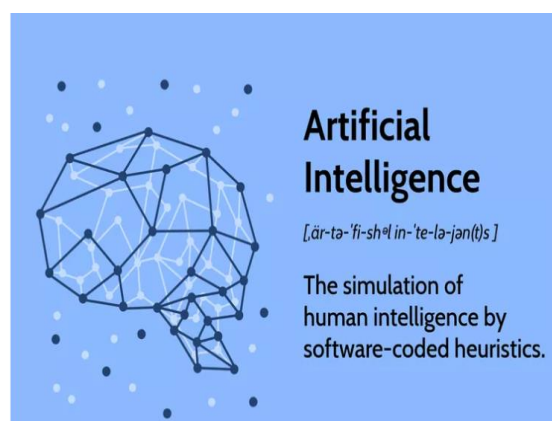 Artificial
Intelligence
[ˌär-tə-ˈfi-shᵊl in-ˈte-lə-jən(t)s ]
The simulation of
human intelligence by
software-coded heuristics.